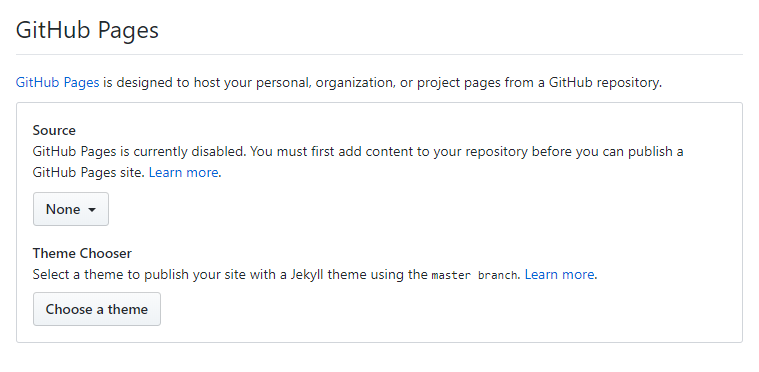 GitHub Pages
GitHub Pages is designed to host your personal, organization, or project pages from a GitHub repository.
Source
GitHub Pages is currently disabled. You must first add content to your repository before you can publish a
GitHub Pages site. Learn more.
None
Theme Chooser
Select a theme to publish your site with a Jekyll theme using the master branch. Learn more.
Choose a theme